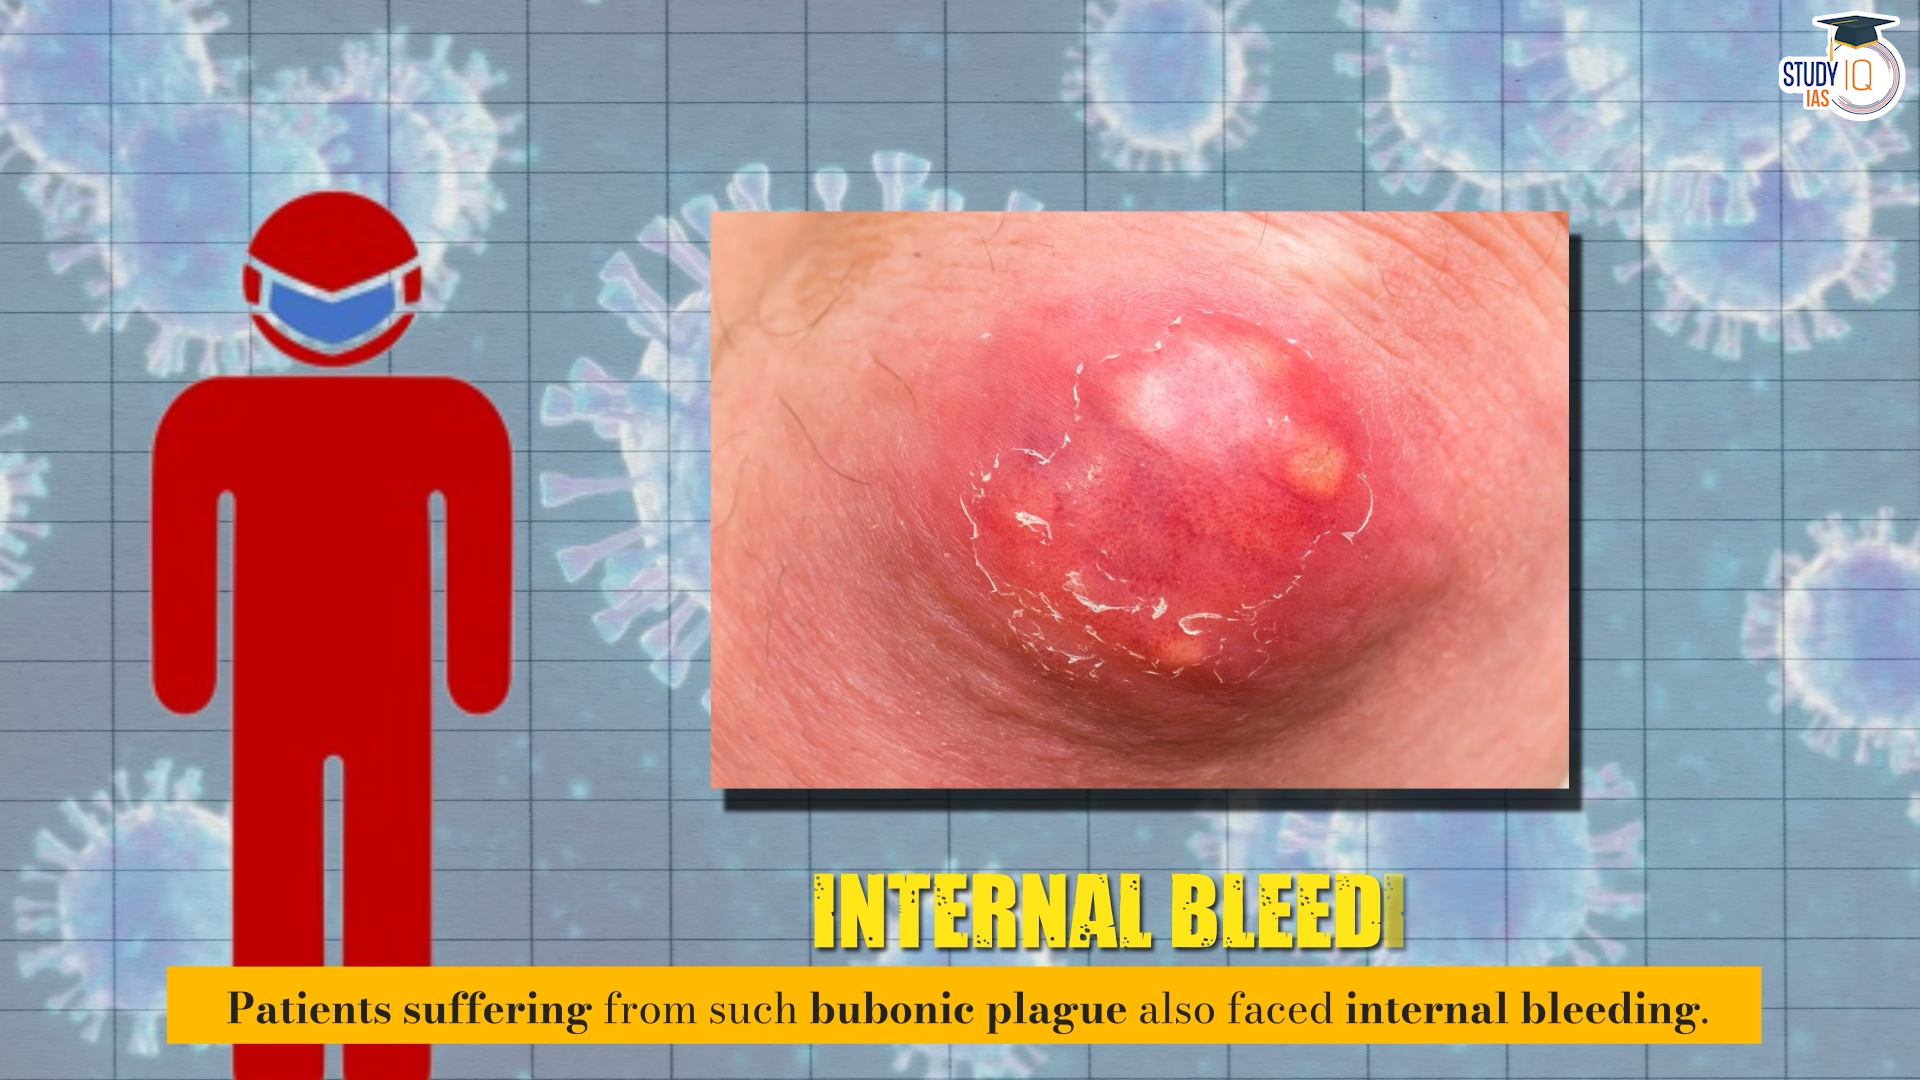 STUDY IQ
IAS
INTERNAL BLEEDI
Patients suffering from such bubonic plague also faced internal bleeding.